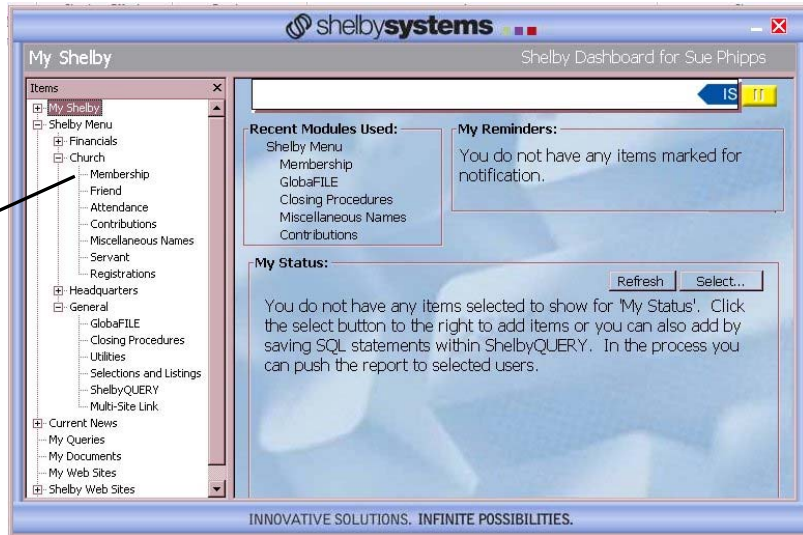 shelbysystems
My Shelby
Shelby Dashboard for Sue Phipps
Items
My Shelby
Shelby Menu
Financials
Church
Membership
Friend
Attendance
Contributions
Miscellaneous Names
Servant
Registrations
Headquarters
General
GlobaFILE
Closing Procedures
Utilities
Selections and Listings
ShelbyQUERY
Multi-Site Link
Current News
My Queries
My Documents
My Web Sites
Shelby Web Sites
IS
Recent Modules Used:
Shelby Menu
Membership
GlobaFILE
Closing Procedures
Miscellaneous Names
Contributions
My Reminders:
You do not have any items marked for
notification.
My Status:
Refresh
Select...
You do not have any items selected to show for 'My Status'. Click
the select button to the right to add items or you can also add by
saving SQL statements within ShelbyQUERY. In the process you
can push the report to selected users.
INNOVATIVE SOLUTIONS. INFINITE POSSIBILITIES.